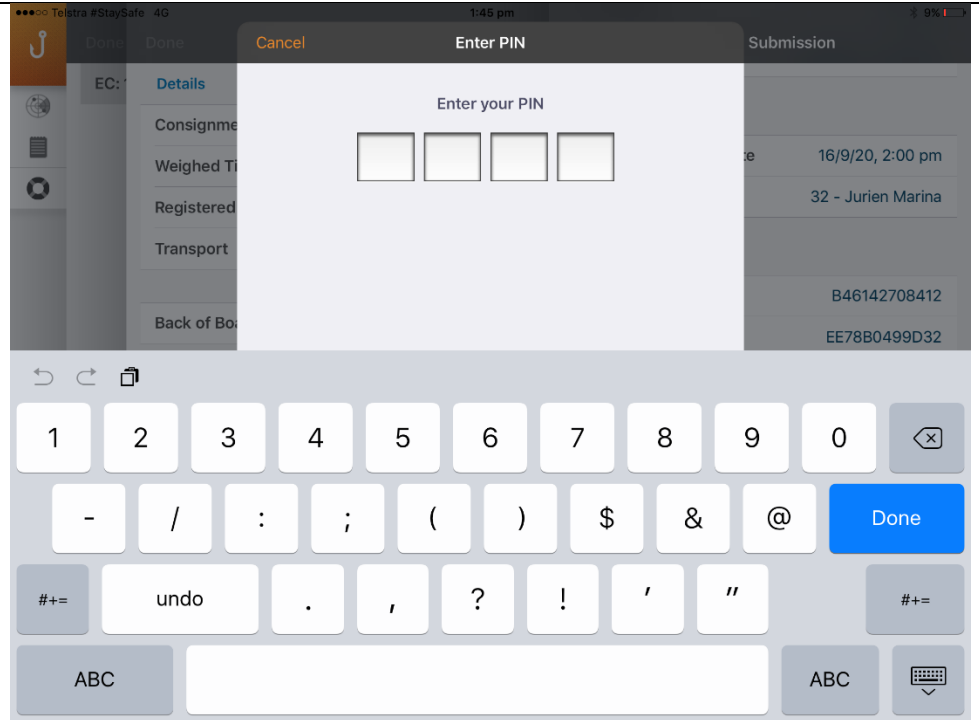 Telstra #StaySafe 4G 1:45 pm 9%
Done Done Cancel Enter PIN Submission
EC: Details
Enter your PIN
Consignme
Weighed Ti 16/9/20, 2:00 pm
Registered 32 - Jurien Marina
Transport
B46142708412
Back of Boa
EE78B0499D32
1 2 3 4 5 6 7 8 9 0
- / : ; ( ) $ & @ Done
#+= undo . , ? ! ' " #+=
ABC ABC